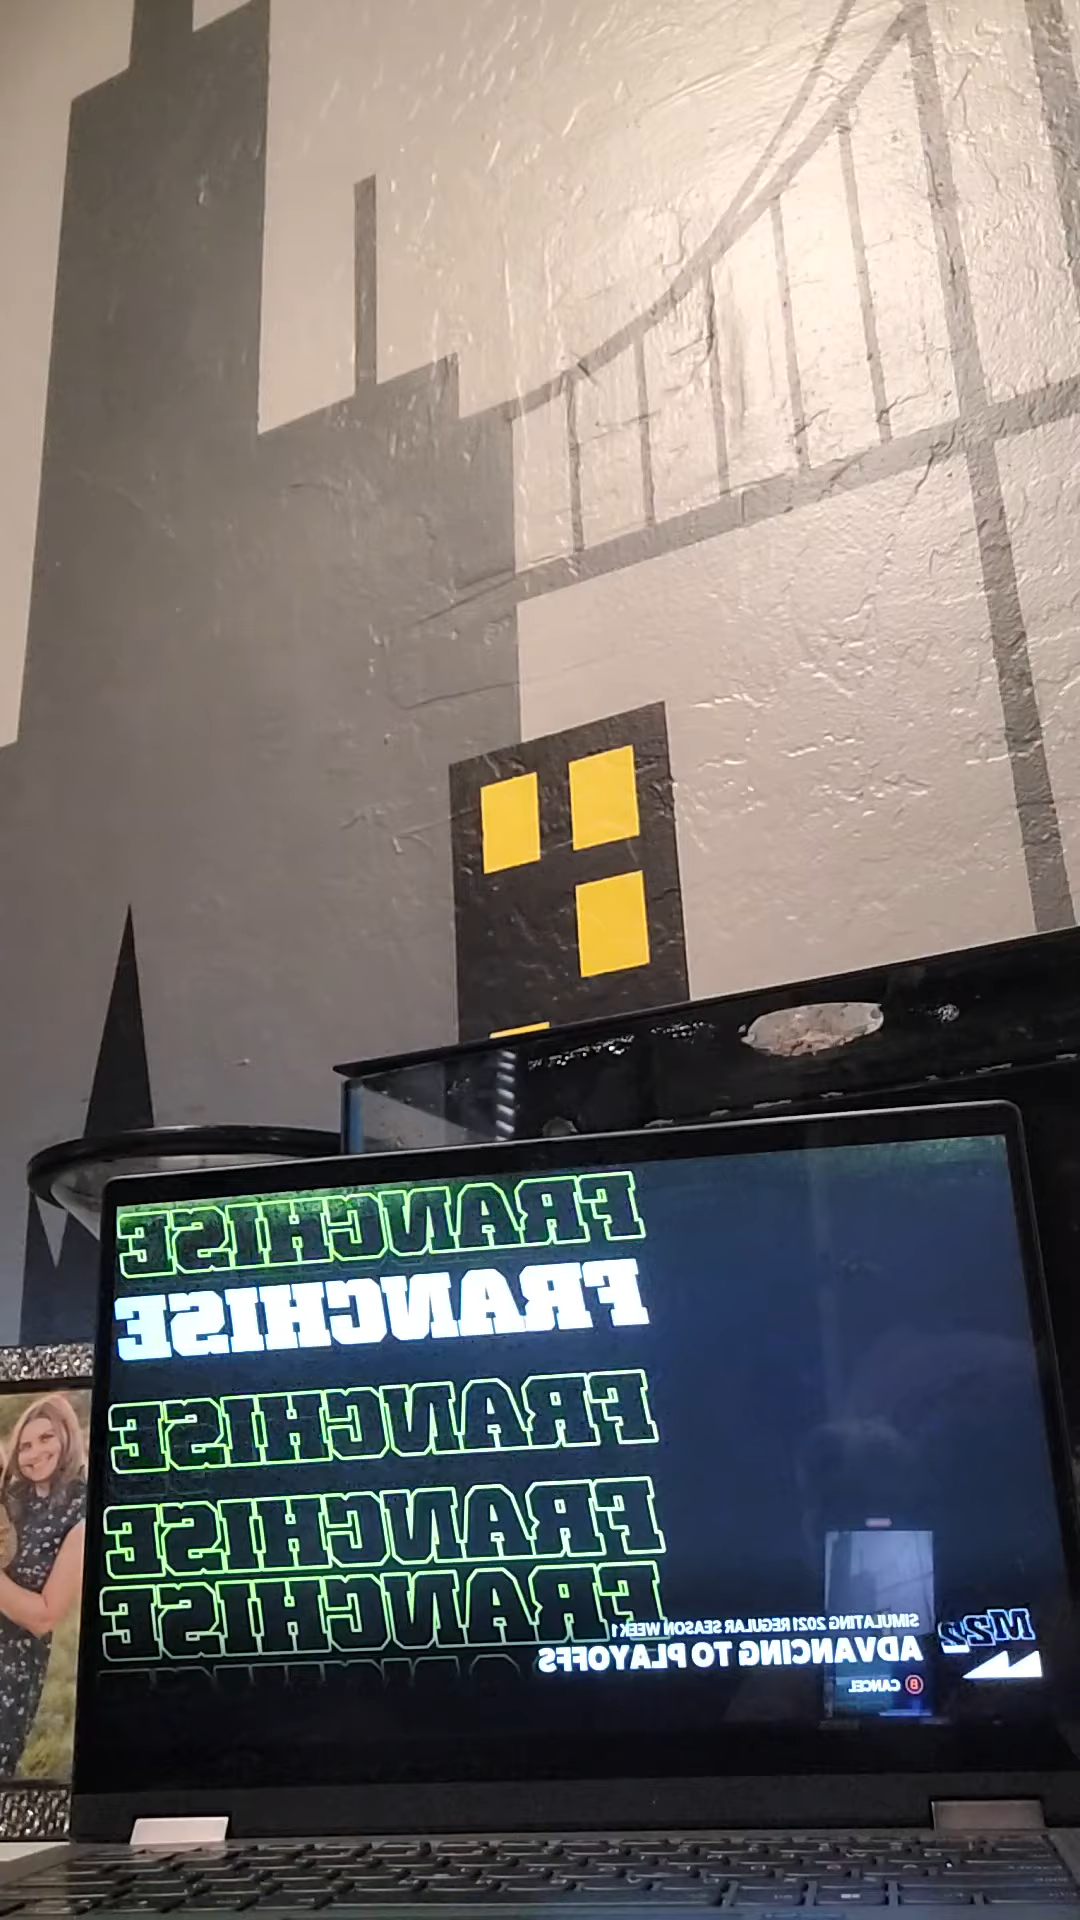 FRANCHISE
FRANCHISE
FRANCHISE
FRANCHISE
FRANCHISE
SIMULATING 2021 REGULAR SEASON WEEK 1
ADVANCING TO PLAYOFFS
B CANCEL
M22